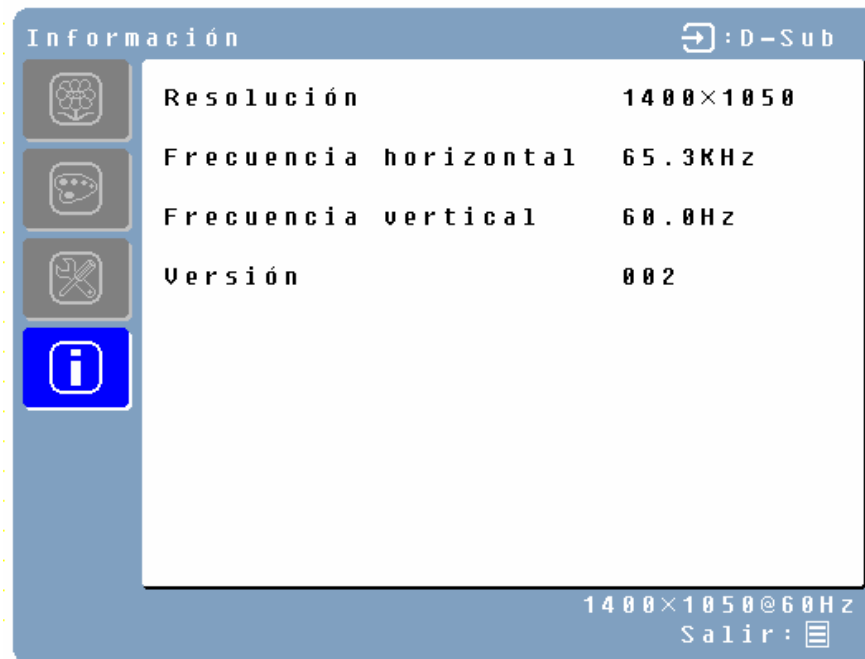 Información :D-Sub
Resolución 1400×1050
Frecuencia horizontal 65.3KHz
Frecuencia vertical 60.0Hz
Versión 002
1400×1050@60Hz
Salir: